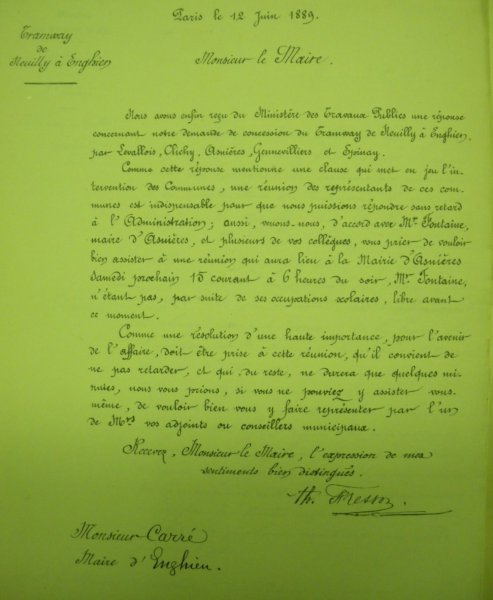 Paris le 12 Juin 1889.
Tramway
de
Neuilly à Enghien
Monsieur le Maire.
Nous avons enfin reçu du Ministère des Travaux Publics une réponse
concernant notre demande de concession du Tramway de Neuilly à Enghien,
par Levallois, Clichy, Asnières, Gennevilliers et Epinay.
Comme cette réponse mentionne une clause qui met en jeu l'in-
tervention des Communes, une réunion des représentants de ces com-
munes est indispensable pour que nous puissions répondre sans retard
à l'Administration; aussi, venons-nous, d'accord avec Mr. Fontaine,
maire d'Asnières, et plusieurs de vos collègues, vous prier de vouloir
bien assister à une réunion qui aura lieu à la Mairie d'Asnières
Samedi prochain 15 courant à 6 heures du soir, Mr. Fontaine,
n'étant pas, par suite de ses occupations scolaires, libre avant
ce moment.
Comme une résolution d'une haute importance, pour l'avenir
de l'affaire, doit être prise à cette réunion, qu'il convient de
ne pas retarder, et qui du reste, ne durera que quelques mi-
nutes, nous vous prions, si vous ne pouviez y assister vous-
même, de vouloir bien vous y faire représenter par l'un
de Mrs vos adjoints ou conseillers municipaux.
Recevez, Monsieur le Maire, l'expression de mes
sentiments bien distingués.
Th.
Monsieur Carré
Maire d'Enghien.